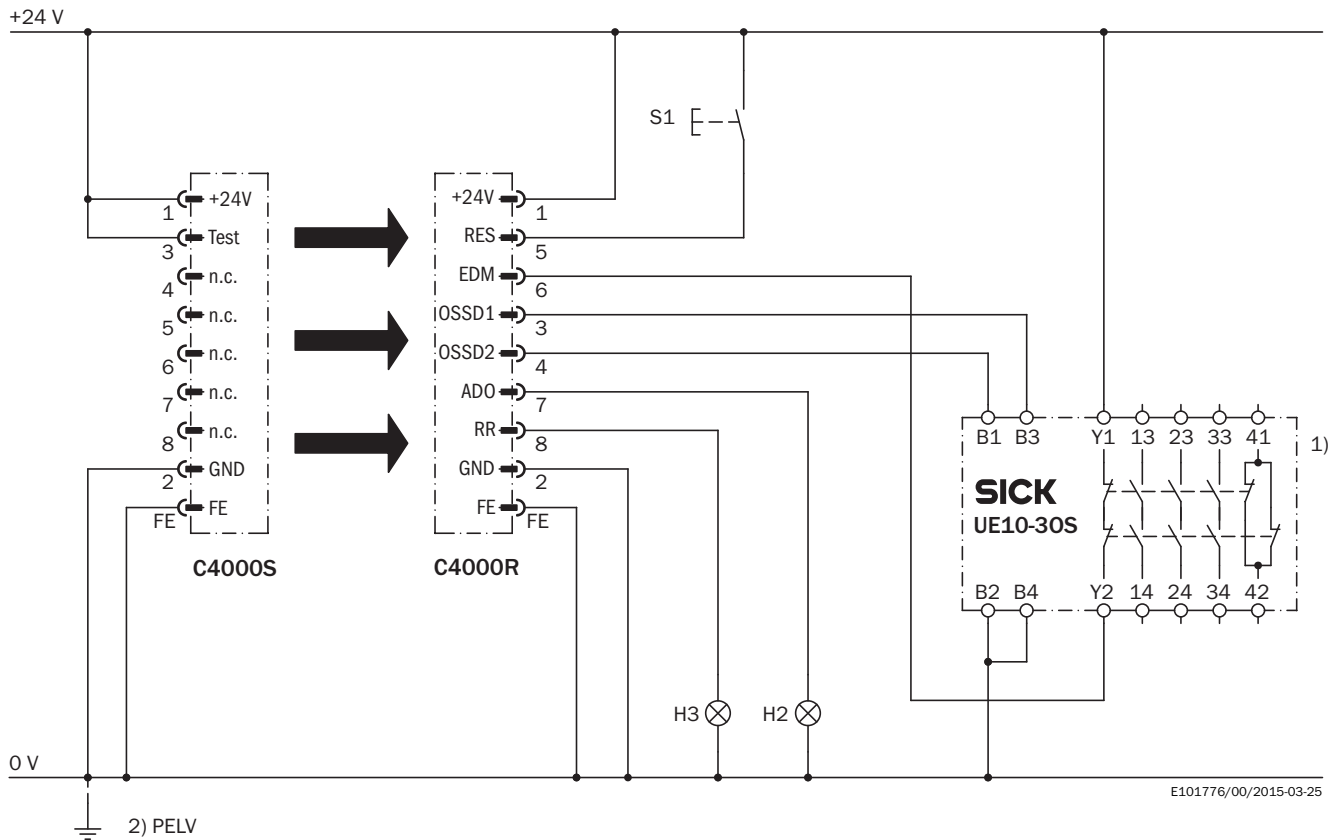 +24 V
S1
1
+24V
3
Test
4
n.c.
5
n.c.
6
n.c.
7
n.c.
8
n.c.
2
GND
FE
FE
C4000S
+24V
1
RES
5
EDM
6
OSSD1
3
OSSD2
4
ADO
7
RR
8
GND
2
FE
FE
C4000R
B1 B3 Y1 13 23 33 41
1)
SICK
UE10-30S
B2 B4 Y2 14 24 34 42
H3
H2
0 V
E101776/00/2015-03-25
2) PELV